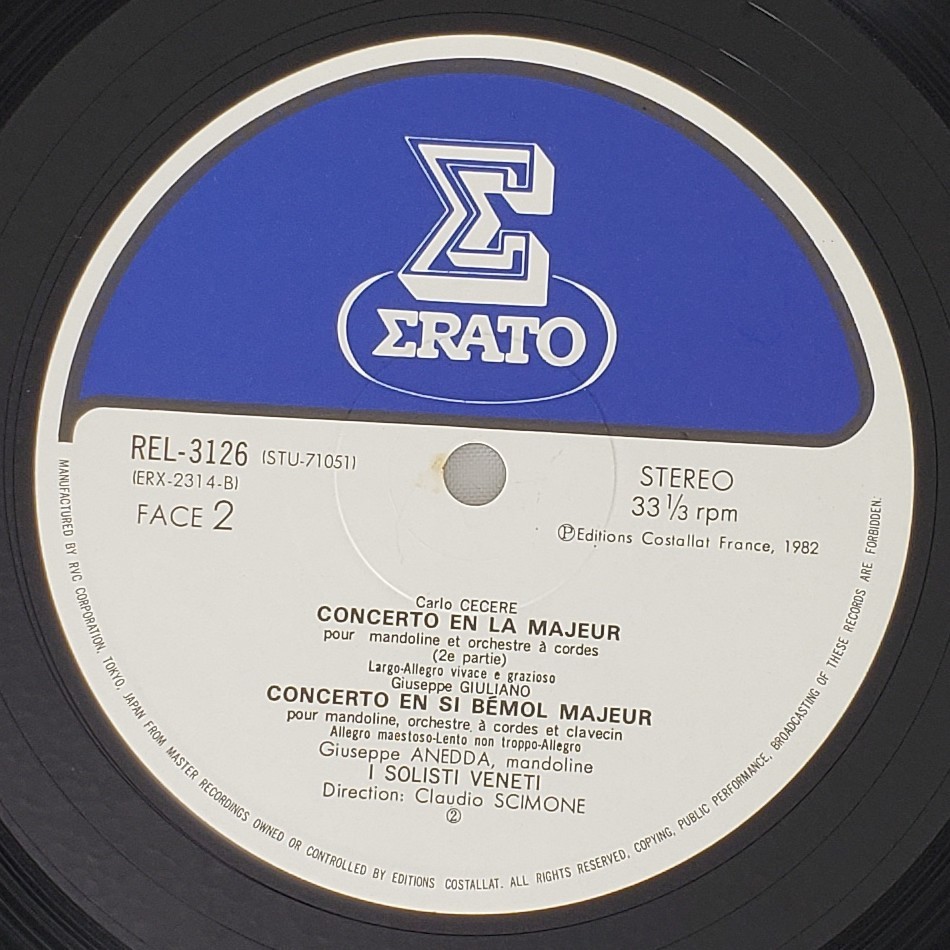 Σ
ΣRATO
REL-3126 (STU-71051)
(ERX-2314-B)
FACE 2
STEREO
33 1/3 rpm
ⓅEditions Costallat France, 1982
Carlo CECERE
CONCERTO EN LA MAJEUR
pour mandoline et orchestre à cordes
(2e partie)
Largo-Allegro vivace e grazioso
Giuseppe GIULIANO
CONCERTO EN SI BÉMOL MAJEUR
pour mandoline, orchestre à cordes et clavecin
Allegro maestoso-Lento non troppo-Allegro
Giuseppe ANEDDA, mandoline
I SOLISTI VENETI
Direction: Claudio SCIMONE
②
MANUFACTURED BY RVC CORPORATION, TOKYO, JAPAN FROM MASTER RECORDINGS OWNED OR CONTROLLED BY EDITIONS COSTALLAT. ALL RIGHTS RESERVED, COPYING, PUBLIC PERFORMANCE, BROADCASTING OF THESE RECORDS ARE FORBIDDEN.